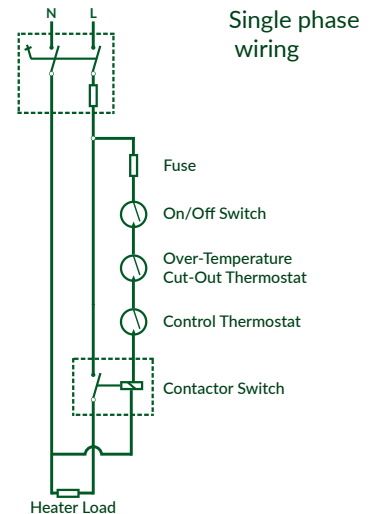 N L
Single phase
wiring
Fuse
On/Off Switch
Over-Temperature
Cut-Out Thermostat
Control Thermostat
Contactor Switch
Heater Load